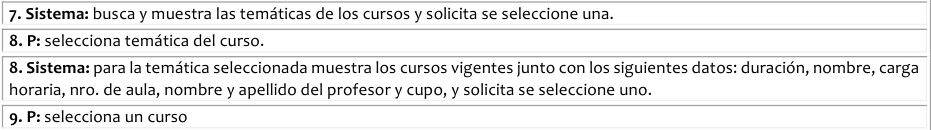 7. Sistema: busca y muestra las temáticas de los cursos y solicita se seleccione una.
8. P: selecciona temática del curso.
8. Sistema: para la temática seleccionada muestra los cursos vigentes junto con los siguientes datos: duración, nombre, carga
horaria, nro. de aula, nombre y apellido del profesor y cupo, y solicita se seleccione uno.
9. P: selecciona un curso